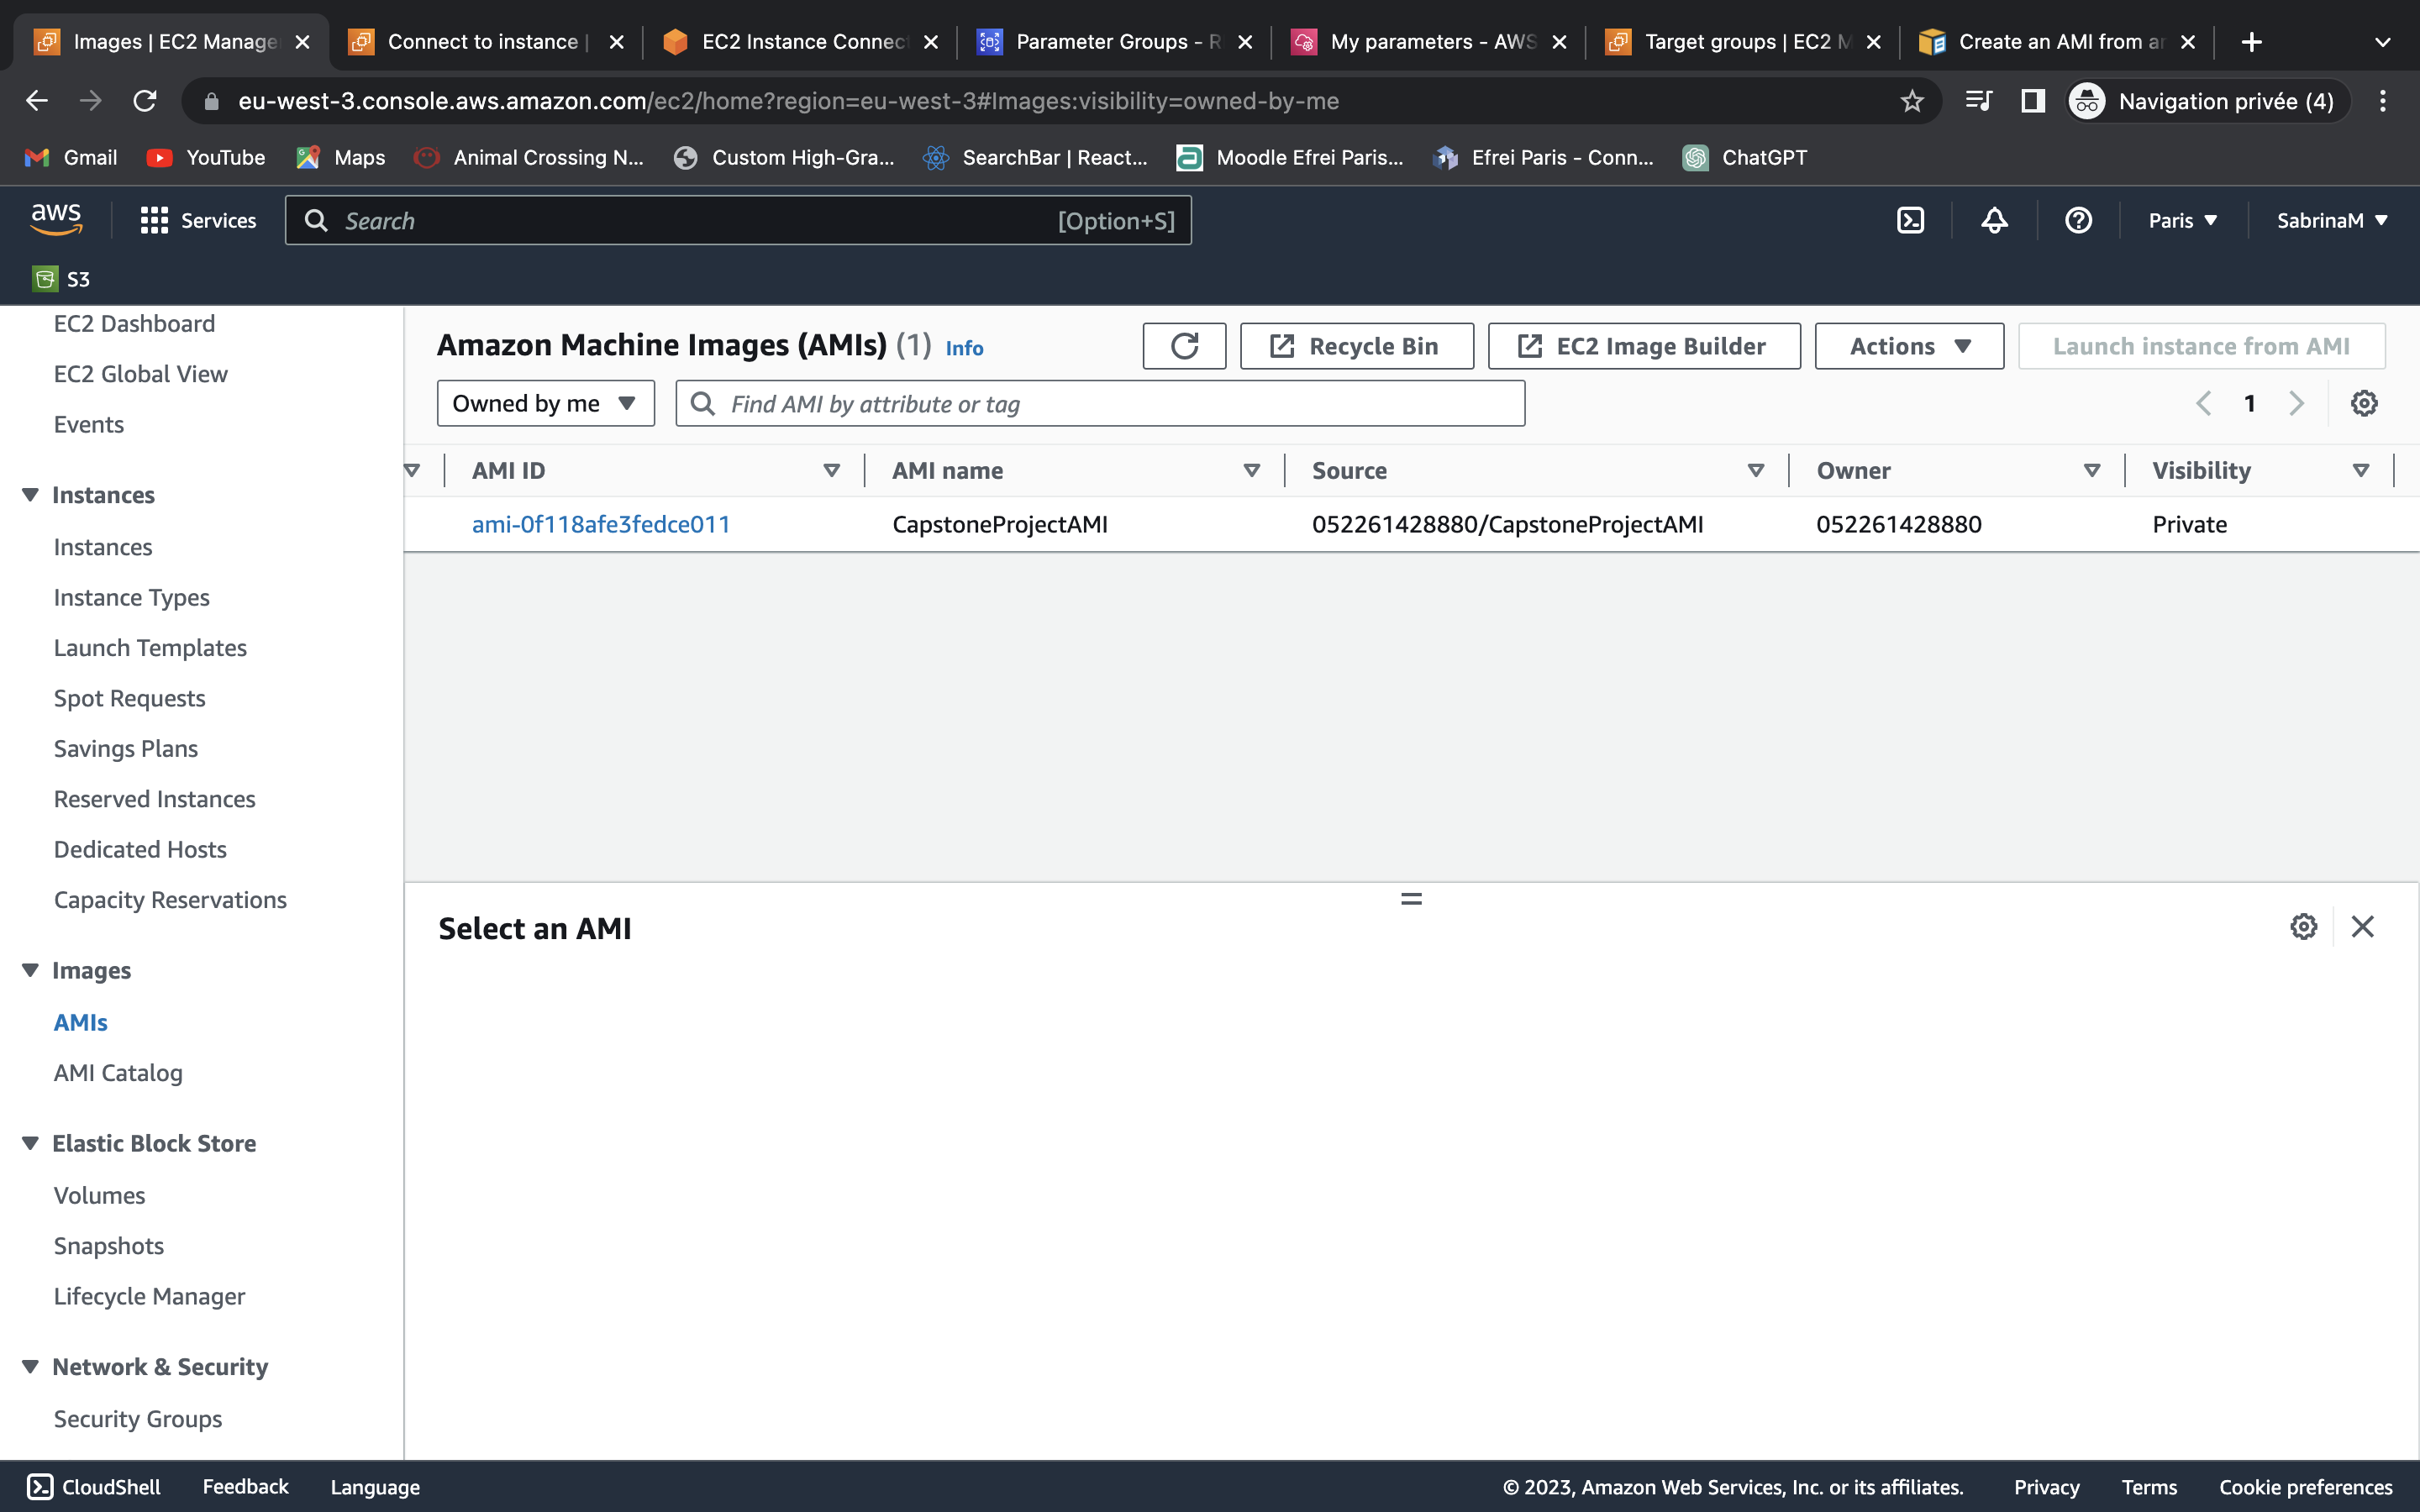 Images | EC2 Manage
Connect to instance |
EC2 Instance Connec
Parameter Groups - R
My parameters - AWS
Target groups | EC2 M
Create an AMI from a
eu-west-3.console.aws.amazon.com/ec2/home?region=eu-west-3#Images:visibility=owned-by-me
Navigation privée (4)
Gmail
YouTube
Maps
Animal Crossing N...
Custom High-Gra...
SearchBar | React...
Moodle Efrei Paris...
Efrei Paris - Conn...
ChatGPT
aws
Services
Search
[Option+S]
Paris
SabrinaM
S3
EC2 Dashboard
EC2 Global View
Events
Instances
Instances
Instance Types
Launch Templates
Spot Requests
Savings Plans
Reserved Instances
Dedicated Hosts
Capacity Reservations
Images
AMIs
AMI Catalog
Elastic Block Store
Volumes
Snapshots
Lifecycle Manager
Network & Security
Security Groups
Amazon Machine Images (AMIs) (1) Info
Recycle Bin
EC2 Image Builder
Actions
Launch instance from AMI
Owned by me
Find AMI by attribute or tag
1
AMI ID
AMI name
Source
Owner
Visibility
ami-0f118afe3fedce011
CapstoneProjectAMI
052261428880/CapstoneProjectAMI
052261428880
Private
Select an AMI
CloudShell
Feedback
Language
© 2023, Amazon Web Services, Inc. or its affiliates.
Privacy
Terms
Cookie preferences